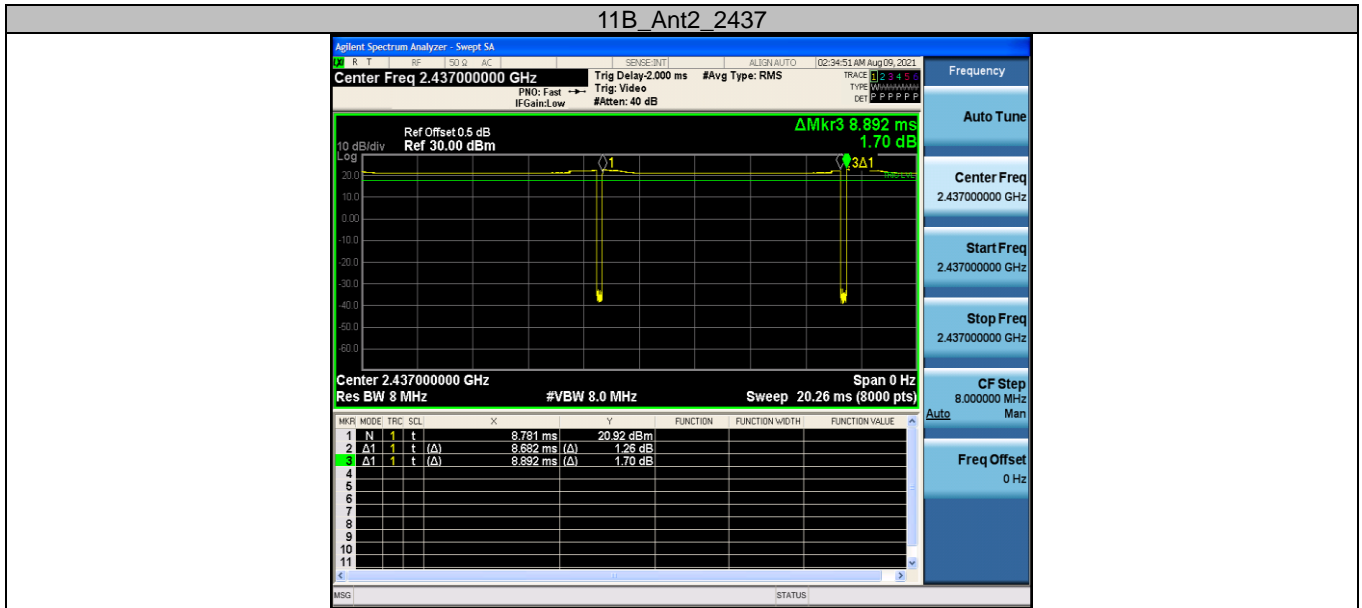 11B_Ant2_2437
Agilent Spectrum Analyzer - Swept SA
R T RF 50 Ω AC SENSE:INT ALIGN AUTO 02:34:51 AM Aug 09, 2021
Center Freq 2.437000000 GHz
PNO: Fast
IFGain:Low
Trig Delay-2.000 ms
Trig: Video
#Atten: 40 dB
#Avg Type: RMS
TRACE 1 2 3 4 5 6
TYPE W
DET P P P P P P
ΔMkr3 8.892 ms
1.70 dB
Ref Offset 0.5 dB
10 dB/div Ref 30.00 dBm
Log
1
3Δ1
TRIG LVL
20.0
10.0
0.00
-10.0
-20.0
-30.0
-40.0
-50.0
-60.0
Center 2.437000000 GHz Span 0 Hz
Res BW 8 MHz #VBW 8.0 MHz Sweep 20.26 ms (8000 pts)
MKR MODE TRC SCL X Y FUNCTION FUNCTION WIDTH FUNCTION VALUE
1 N 1 t 8.781 ms 20.92 dBm
2 Δ1 1 t (Δ) 8.682 ms (Δ) 1.26 dB
3 Δ1 1 t (Δ) 8.892 ms (Δ) 1.70 dB
4
5
6
7
8
9
10
11
MSG STATUS
Frequency
Auto Tune
Center Freq
2.437000000 GHz
Start Freq
2.437000000 GHz
Stop Freq
2.437000000 GHz
CF Step
8.000000 MHz
Auto Man
Freq Offset
0 Hz